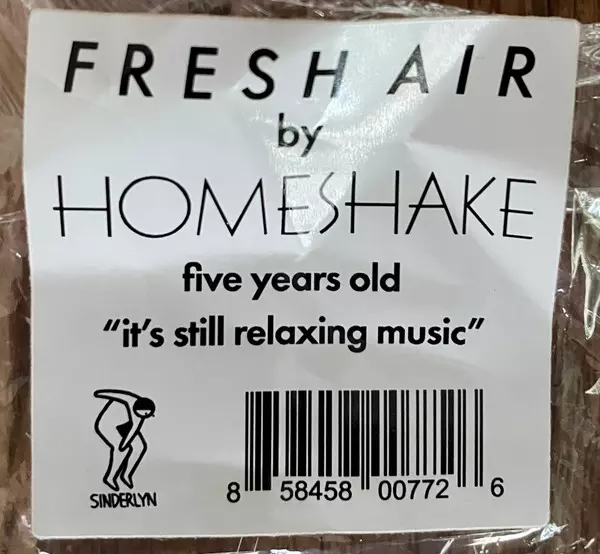 FRESH AIR
by
HOMESHAKE
five years old
“it's still relaxing music”
SINDERLYN
8 58458 00772 6